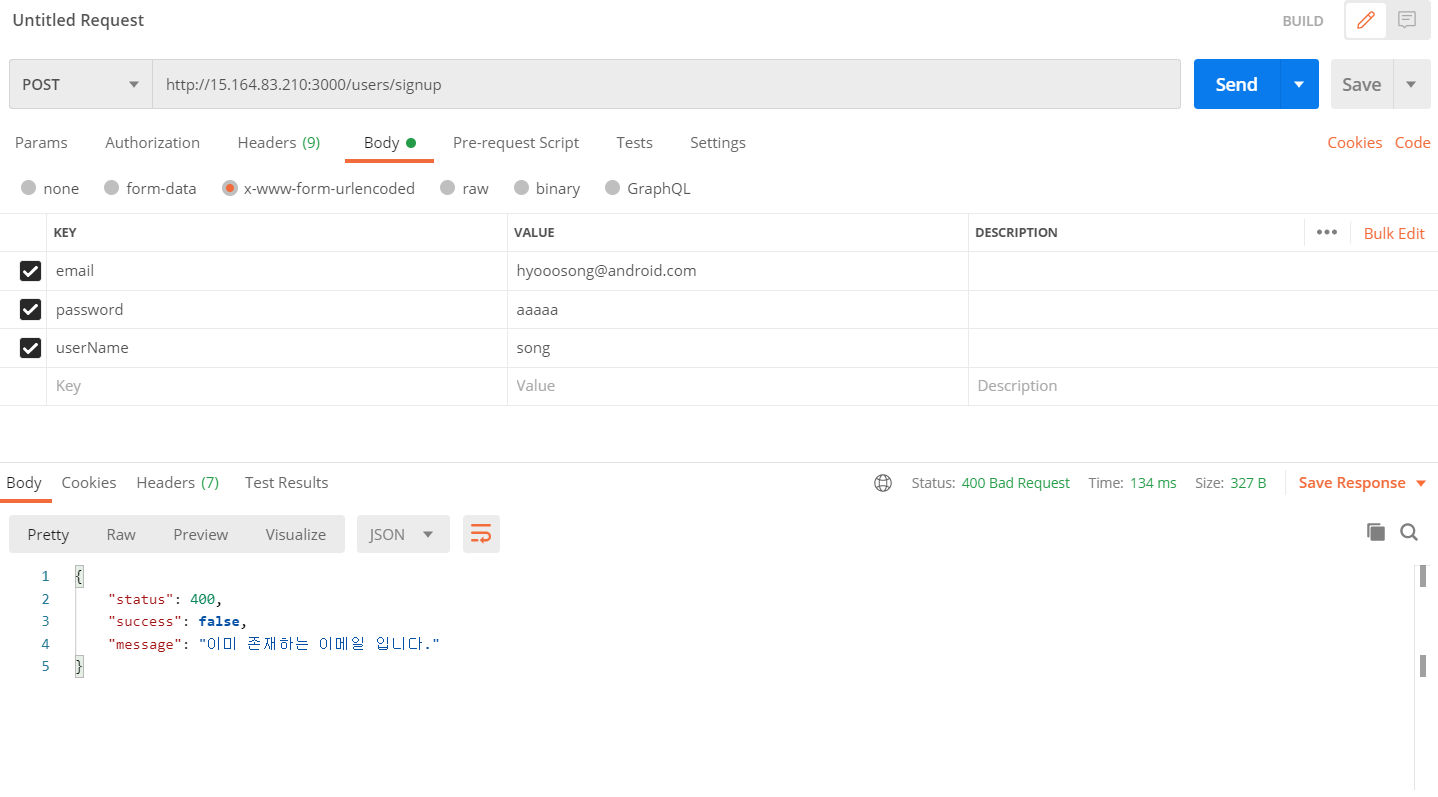 Untitled Request BUILD
POST http://15.164.83.210:3000/users/signup Send Save
Params Authorization Headers (9) Body Pre-request Script Tests Settings Cookies Code
none form-data x-www-form-urlencoded raw binary GraphQL
KEY VALUE DESCRIPTION ••• Bulk Edit
email hyooosong@android.com
password aaaaa
userName song
Key Value Description
Body Cookies Headers (7) Test Results Status: 400 Bad Request Time: 134 ms Size: 327 B Save Response
Pretty Raw Preview Visualize JSON
1 {
2 "status": 400,
3 "success": false,
4 "message": "이미 존재하는 이메일 입니다."
5 }